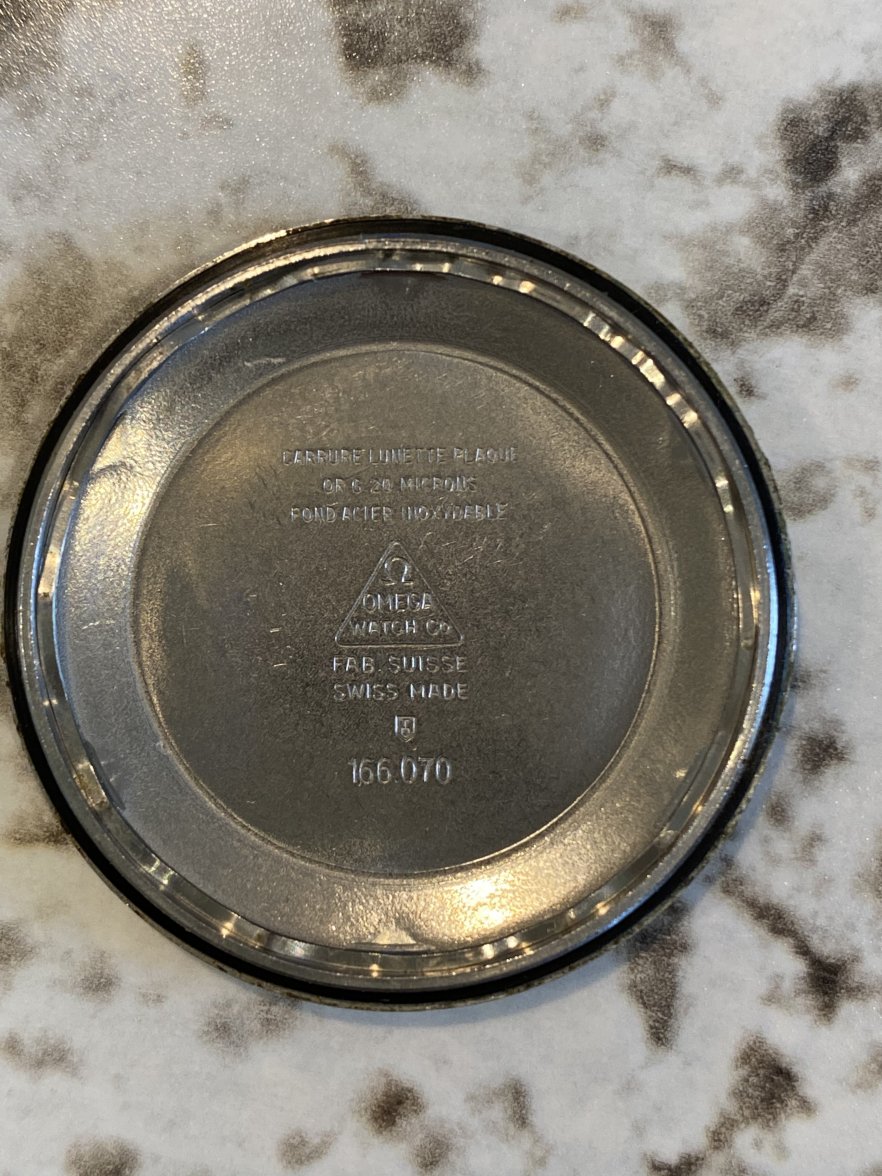 CARRURE LUNETTE PLAQUE
OR G 20 MICRONS
FOND ACIER INOXYDABLE
Ω
OMEGA
WATCH Co
FAB. SUISSE
SWISS MADE
166.070